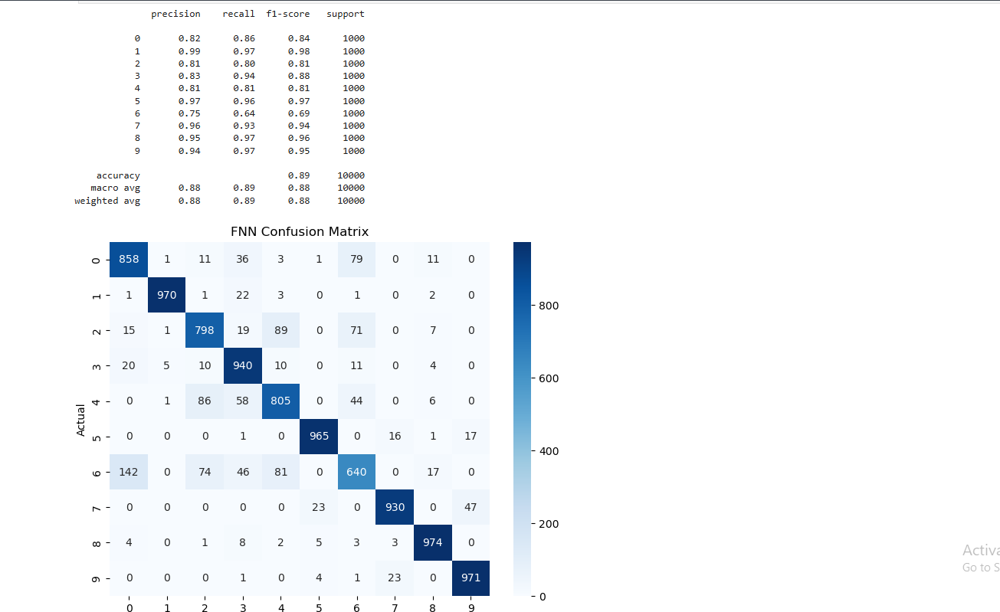 precision recall f1-score support
0 0.82 0.86 0.84 1000
1 0.99 0.97 0.98 1000
2 0.81 0.80 0.81 1000
3 0.83 0.94 0.88 1000
4 0.81 0.81 0.81 1000
5 0.97 0.96 0.97 1000
6 0.75 0.64 0.69 1000
7 0.96 0.93 0.94 1000
8 0.95 0.97 0.96 1000
9 0.94 0.97 0.95 1000
accuracy 0.89 10000
macro avg 0.88 0.89 0.88 10000
weighted avg 0.88 0.89 0.88 10000
FNN Confusion Matrix
Actual
0 858 1 11 36 3 1 79 0 11 0
1 1 970 1 22 3 0 1 0 2 0
2 15 1 798 19 89 0 71 0 7 0
3 20 5 10 940 10 0 11 0 4 0
4 0 1 86 58 805 0 44 0 6 0
5 0 0 0 1 0 965 0 16 1 17
6 142 0 74 46 81 0 640 0 17 0
7 0 0 0 0 0 23 0 930 0 47
8 4 0 1 8 2 5 3 3 974 0
9 0 0 0 1 0 4 1 23 0 971
0 1 2 3 4 5 6 7 8 9
800
600
400
200
0
Activa
Go to S